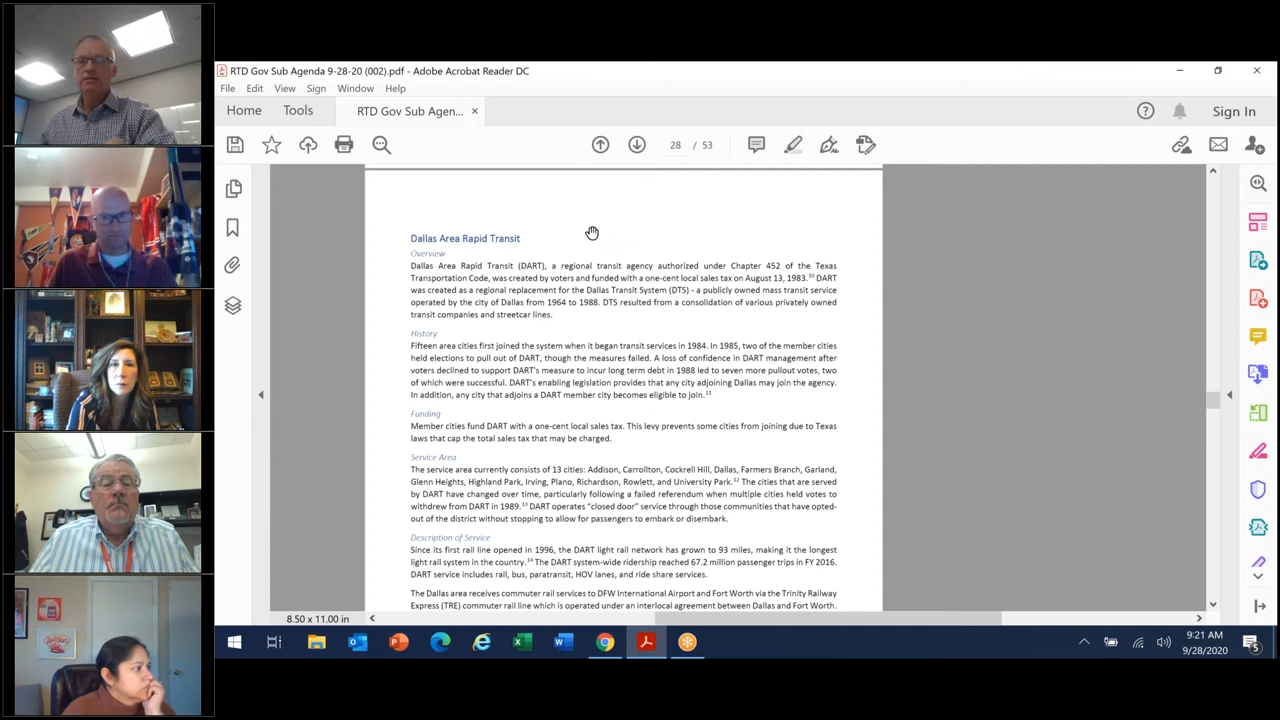 RTD Gov Sub Agenda 9-28-20 (002).pdf - Adobe Acrobat Reader DC
File Edit View Sign Window Help
Home Tools RTD Gov Sub Agen... × Sign In
28 / 53
Dallas Area Rapid Transit
Overview
Dallas Area Rapid Transit (DART), a regional transit agency authorized under Chapter 452 of the Texas
Transportation Code, was created by voters and funded with a one-cent local sales tax on August 13, 1983.10 DART
was created as a regional replacement for the Dallas Transit System (DTS) - a publicly owned mass transit service
operated by the city of Dallas from 1964 to 1988. DTS resulted from a consolidation of various privately owned
transit companies and streetcar lines.
History
Fifteen area cities first joined the system when it began transit services in 1984. In 1985, two of the member cities
held elections to pull out of DART, though the measures failed. A loss of confidence in DART management after
voters declined to support DART's measure to incur long term debt in 1988 led to seven more pullout votes, two
of which were successful. DART's enabling legislation provides that any city adjoining Dallas may join the agency.
In addition, any city that adjoins a DART member city becomes eligible to join.11
Funding
Member cities fund DART with a one-cent local sales tax. This levy prevents some cities from joining due to Texas
laws that cap the total sales tax that may be charged.
Service Area
The service area currently consists of 13 cities: Addison, Carrollton, Cockrell Hill, Dallas, Farmers Branch, Garland,
Glenn Heights, Highland Park, Irving, Plano, Richardson, Rowlett, and University Park.12 The cities that are served
by DART have changed over time, particularly following a failed referendum when multiple cities held votes to
withdrew from DART in 1989.13 DART operates "closed door" service through those communities that have opted-
out of the district without stopping to allow for passengers to embark or disembark.
Description of Service
Since its first rail line opened in 1996, the DART light rail network has grown to 93 miles, making it the longest
light rail system in the country.14 The DART system-wide ridership reached 67.2 million passenger trips in FY 2016.
DART service includes rail, bus, paratransit, HOV lanes, and ride share services.
The Dallas area receives commuter rail services to DFW International Airport and Fort Worth via the Trinity Railway
Express (TRE) commuter rail line which is operated under an interlocal agreement between Dallas and Fort Worth.
8.50 x 11.00 in
9:21 AM
9/28/2020
5